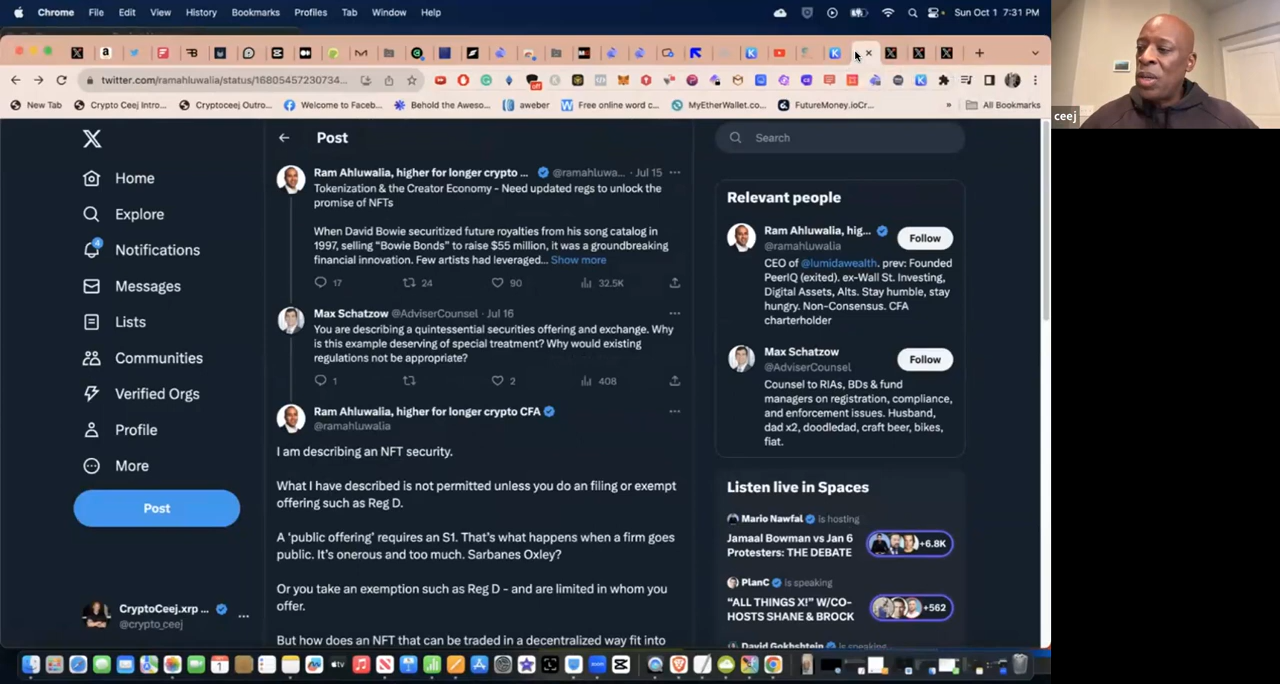 Chrome File Edit View History Bookmarks Profiles Tab Window Help
Sun Oct 1 7:31 PM
twitter.com/ramahluwalia/status/16805457230734...
New Tab Crypto Ceej Intro... Cryptoceej Outro... Welcome to Faceb... Behold the Aweso... aweber Free online word c... MyEtherWallet.co... FutureMoney.ioCr... » All Bookmarks
ceej
Home
Explore
4
Notifications
Messages
Lists
Communities
Verified Orgs
Profile
More
Post
CryptoCeej.xrp ...
@crypto_ceej
Post
Ram Ahluwalia, higher for longer crypto ... @ramahluwa... · Jul 15
Tokenization & the Creator Economy - Need updated regs to unlock the
promise of NFTs
When David Bowie securitized future royalties from his song catalog in
1997, selling "Bowie Bonds" to raise $55 million, it was a groundbreaking
financial innovation. Few artists had leveraged... Show more
17 24 90 32.5K
Max Schatzow @AdviserCounsel · Jul 16
You are describing a quintessential securities offering and exchange. Why
is this example deserving of special treatment? Why would existing
regulations not be appropriate?
1 2 408
Ram Ahluwalia, higher for longer crypto CFA
@ramahluwalia
I am describing an NFT security.
What I have described is not permitted unless you do an filing or exempt
offering such as Reg D.
A 'public offering' requires an S1. That's what happens when a firm goes
public. It's onerous and too much. Sarbanes Oxley?
Or you take an exemption such as Reg D - and are limited in whom you
offer.
But how does an NFT that can be traded in a decentralized way fit into
Search
Relevant people
Ram Ahluwalia, hig...
@ramahluwalia
Follow
CEO of @lumidawealth. prev: Founded
PeerIQ (exited). ex-Wall St. Investing,
Digital Assets, Alts. Stay humble, stay
hungry. Non-Consensus. CFA
charterholder
Max Schatzow
@AdviserCounsel
Follow
Counsel to RIAs, BDs & fund
managers on registration, compliance,
and enforcement issues. Husband,
dad x2, doodledad, craft beer, bikes,
fiat.
Listen live in Spaces
Mario Nawfal is hosting
Jamaal Bowman vs Jan 6
Protesters: THE DEBATE
+6.8K
PlanC is speaking
"ALL THINGS X!" W/CO-
HOSTS SHANE & BROCK
+562
David Gokhshtein is speaking